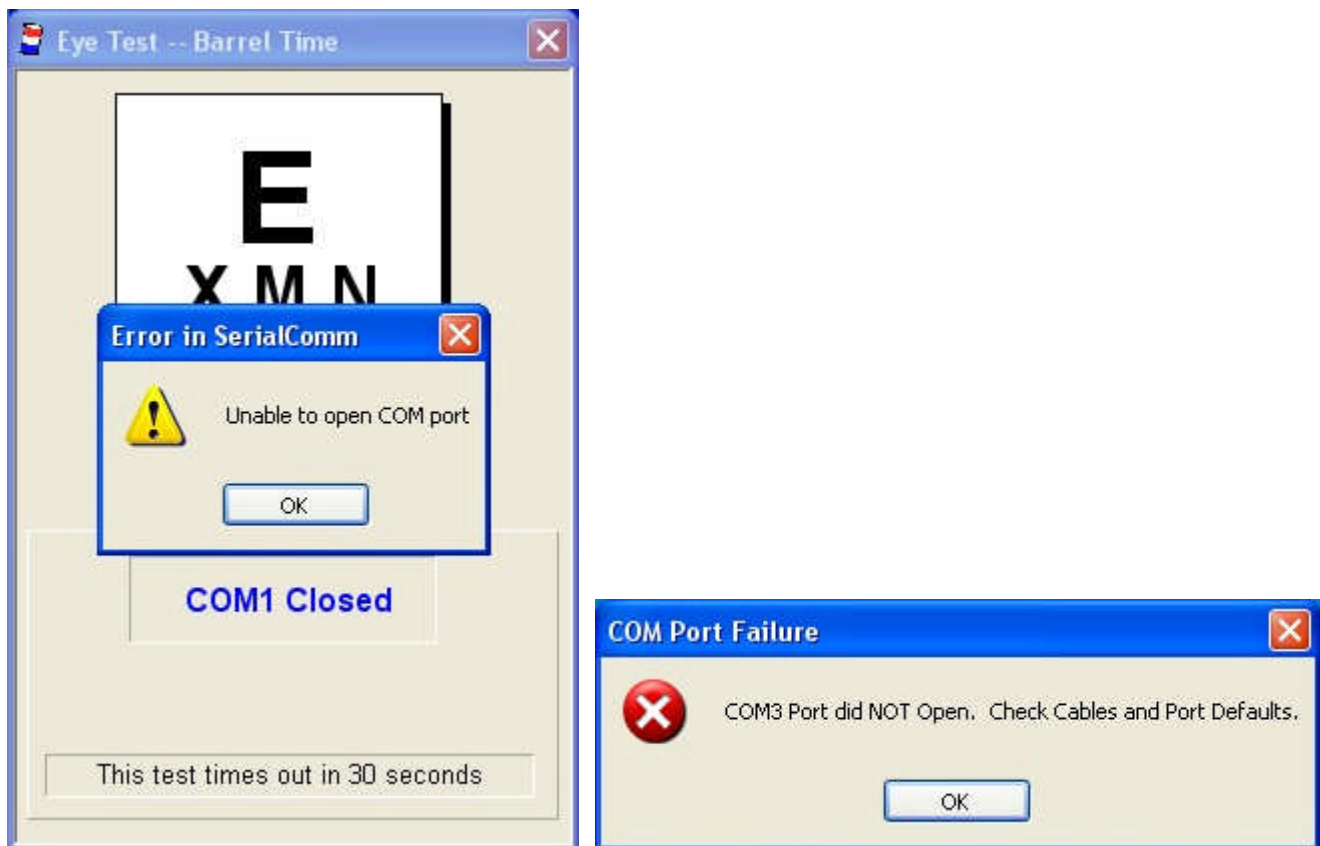 Eye Test -- Barrel Time
E
X M N
Error in SerialComm
Unable to open COM port
OK
COM1 Closed
This test times out in 30 seconds
COM Port Failure
COM3 Port did NOT Open. Check Cables and Port Defaults.
OK